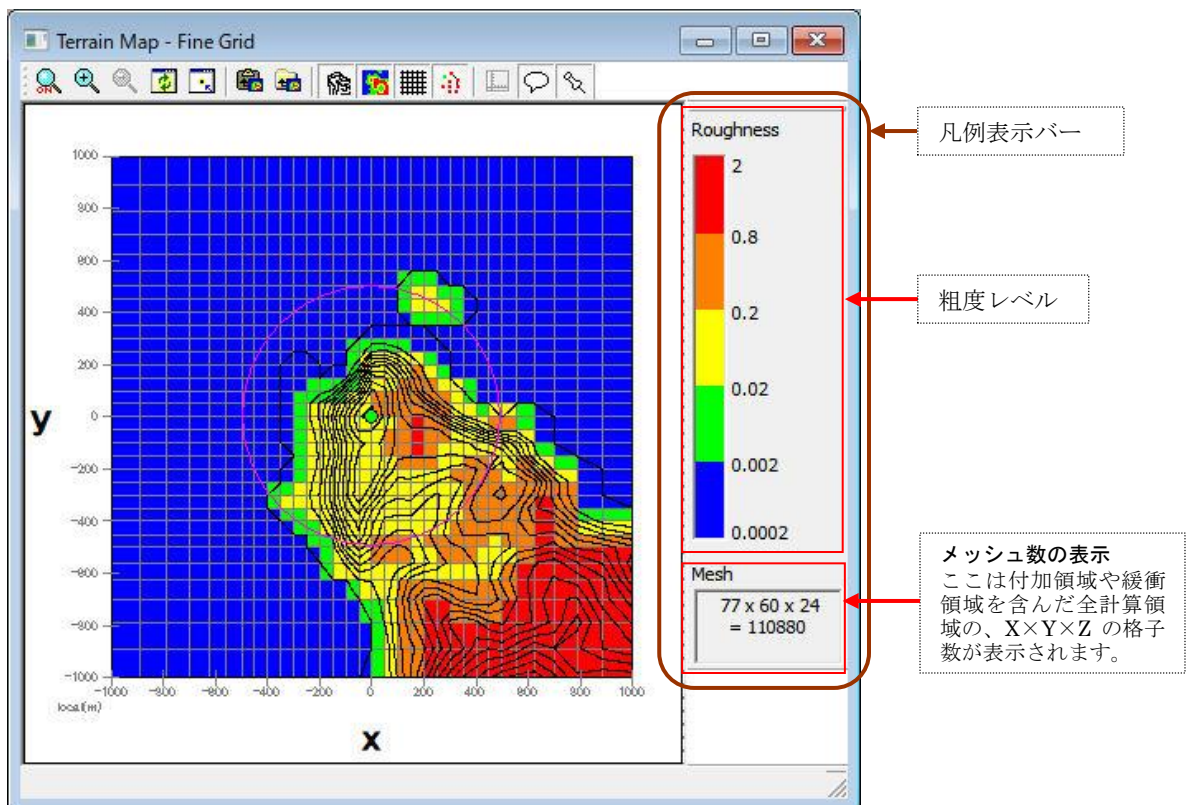 Terrain Map - Fine Grid
ON
Roughness
2
0.8
0.2
0.02
0.002
0.0002
Mesh
77 x 60 x 24
= 110880
1000
800
600
400
200
0
-200
-400
-600
-800
-1000
-1000
-800
-600
-400
-200
0
200
400
600
800
1000
local(m)
y
x
凡例表示バー
粗度レベル
メッシュ数の表示
ここは付加領域や緩衝
領域を含んだ全計算領
域の、X×Y×Z の格子
数が表示されます。